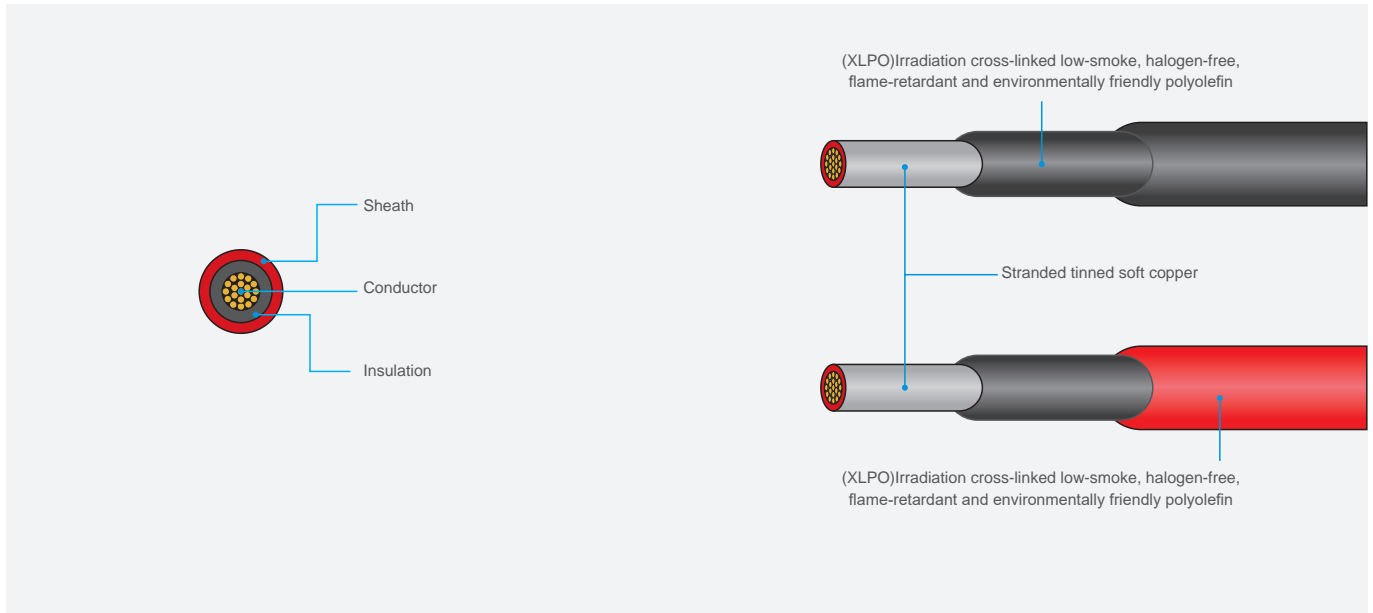 (XLPO)Irradiation cross-linked low-smoke, halogen-free,
flame-retardant and environmentally friendly polyolefin
Sheath
Stranded tinned soft copper
Conductor
Insulation
(XLPO)Irradiation cross-linked low-smoke, halogen-free,
flame-retardant and environmentally friendly polyolefin